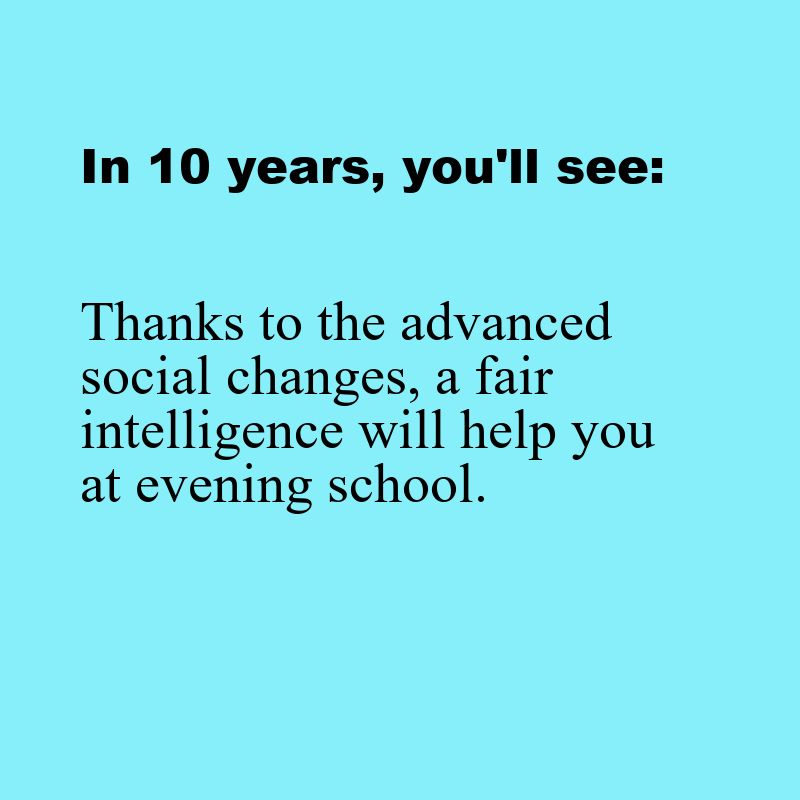 In 10 years, you'll see:
Thanks to the advanced
social changes, a fair
intelligence will help you
at evening school.